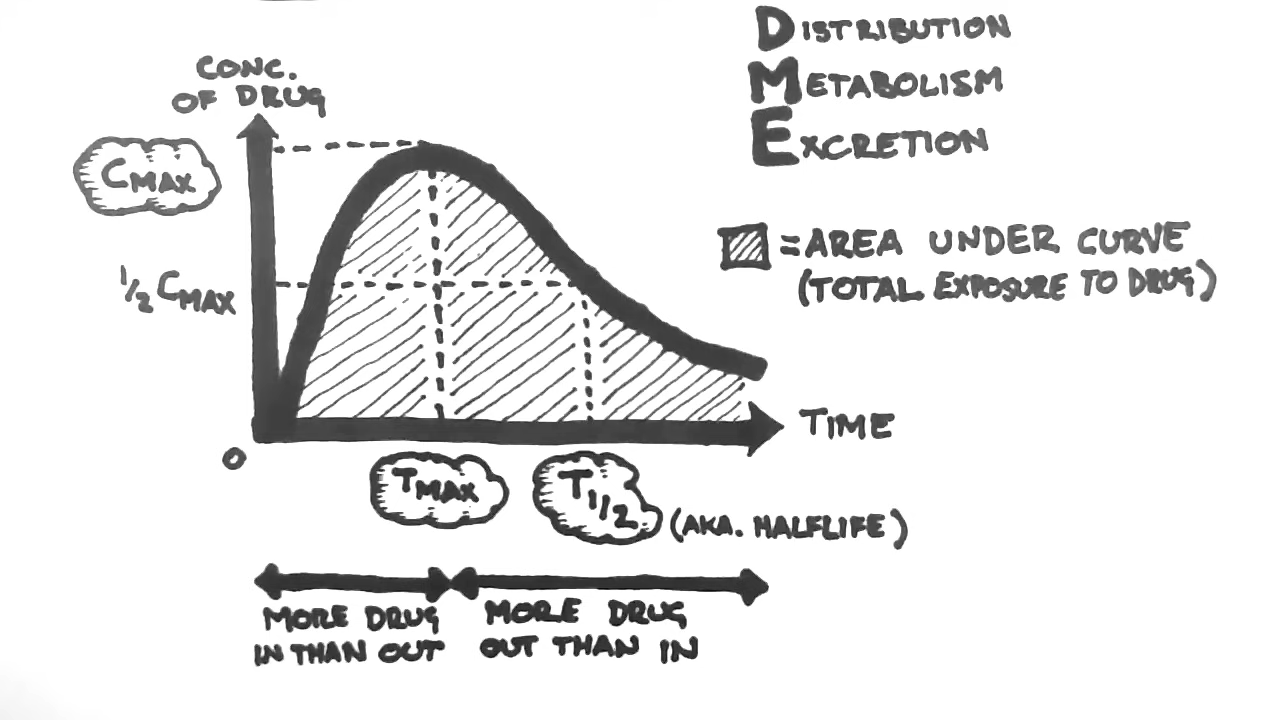 DISTRIBUTION
METABOLISM
EXCRETION
CONC.
OF DRUG
CMAX
1/2 CMAX
= AREA UNDER CURVE
(TOTAL EXPOSURE TO DRUG)
TIME
0
TMAX
T1/2
(AKA. HALFLIFE)
MORE DRUG
IN THAN OUT
MORE DRUG
OUT THAN IN